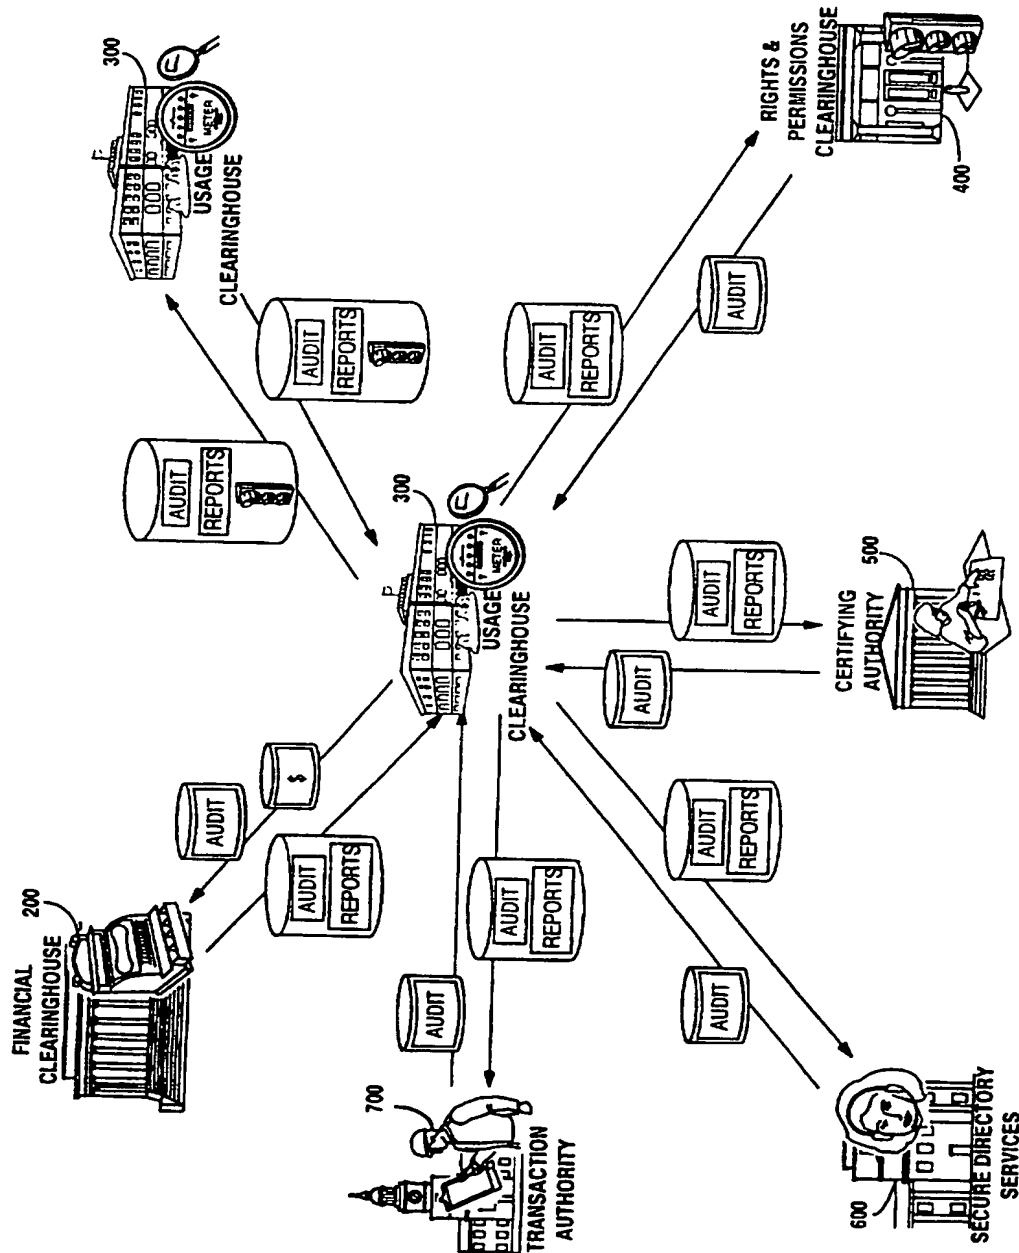 FINANCIAL
CLEARINGHOUSE
200
300
METER
USAGE
CLEARINGHOUSE
AUDIT
$
AUDIT
REPORTS
AUDIT
REPORTS
AUDIT
REPORTS
700
TRANSACTION
AUTHORITY
AUDIT
AUDIT
REPORTS
300
METER
USAGE
CLEARINGHOUSE
AUDIT
REPORTS
AUDIT
AUDIT
REPORTS
AUDIT
AUDIT
REPORTS
AUDIT
600
SECURE DIRECTORY
SERVICES
CERTIFYING
AUTHORITY
500
RIGHTS &
PERMISSIONS
CLEARINGHOUSE
400